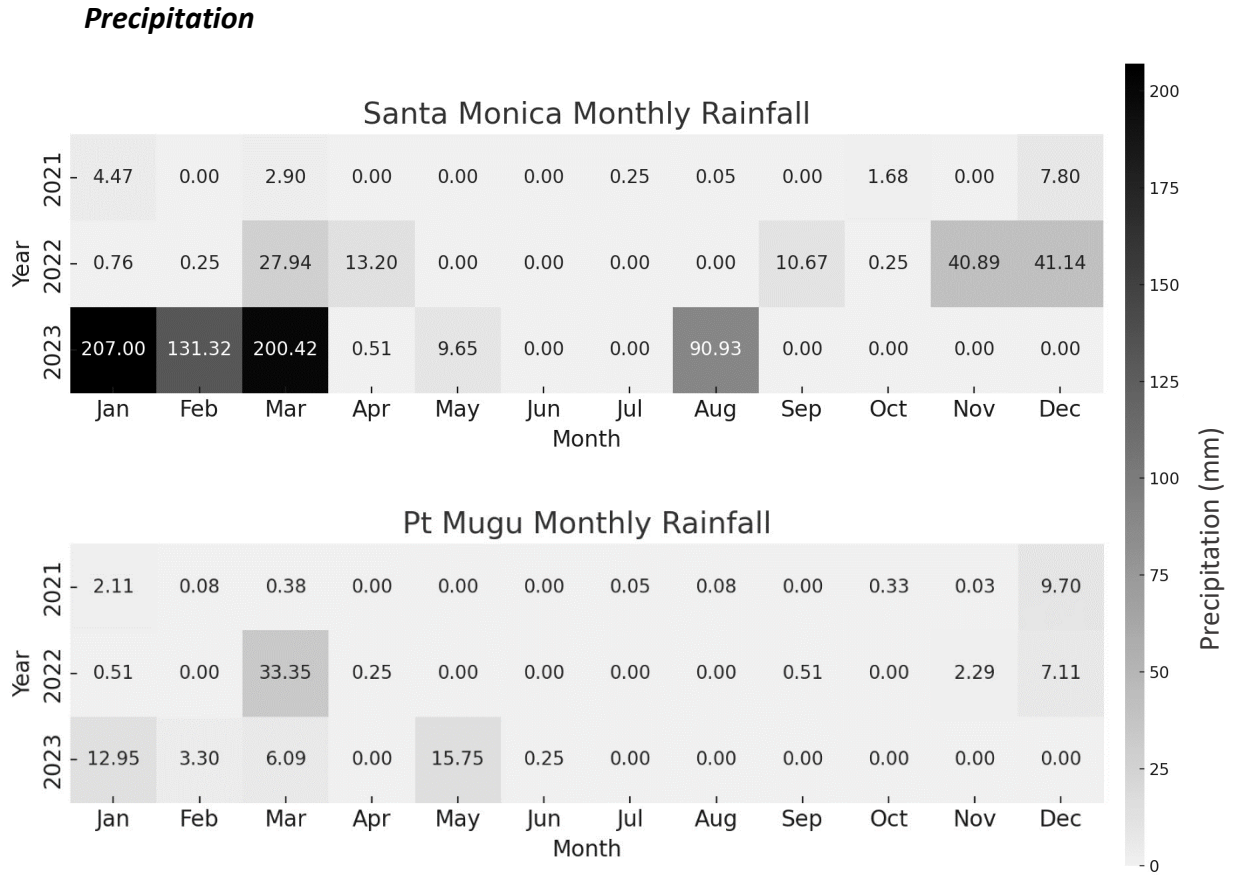 Precipitation
Santa Monica Monthly Rainfall
Year
2021 4.47 0.00 2.90 0.00 0.00 0.00 0.25 0.05 0.00 1.68 0.00 7.80
2022 0.76 0.25 27.94 13.20 0.00 0.00 0.00 0.00 10.67 0.25 40.89 41.14
2023 207.00 131.32 200.42 0.51 9.65 0.00 0.00 90.93 0.00 0.00 0.00 0.00
Jan Feb Mar Apr May Jun Jul Aug Sep Oct Nov Dec
Month
Pt Mugu Monthly Rainfall
Year
2021 2.11 0.08 0.38 0.00 0.00 0.00 0.05 0.08 0.00 0.33 0.03 9.70
2022 0.51 0.00 33.35 0.25 0.00 0.00 0.00 0.00 0.51 0.00 2.29 7.11
2023 12.95 3.30 6.09 0.00 15.75 0.25 0.00 0.00 0.00 0.00 0.00 0.00
Jan Feb Mar Apr May Jun Jul Aug Sep Oct Nov Dec
Month
200
175
150
125
100
75
50
25
0
Precipitation (mm)